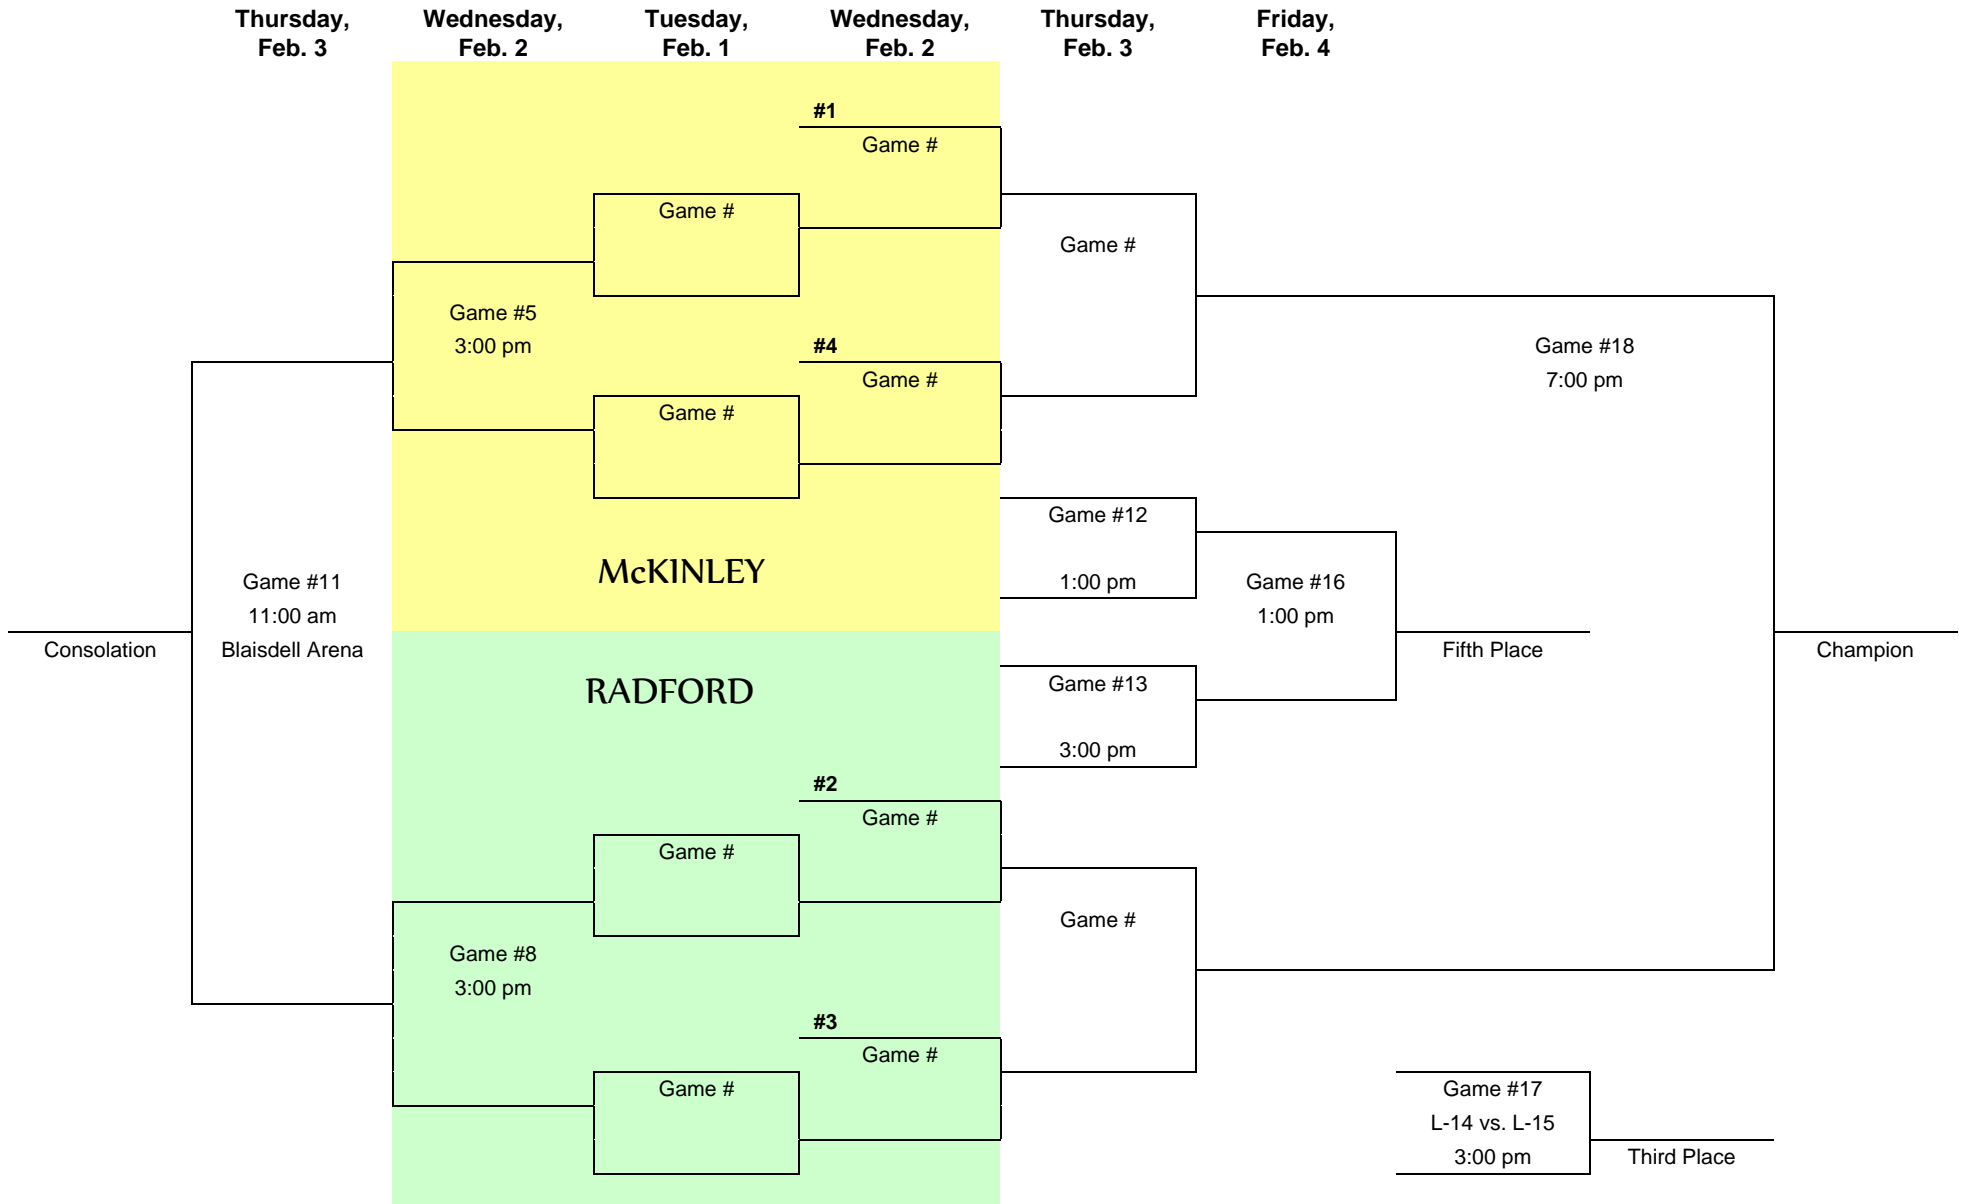 Thursday,
Feb. 3
Wednesday,
Feb. 2
Tuesday,
Feb. 1
Wednesday,
Feb. 2
Thursday,
Feb. 3
Friday,
Feb. 4
#1
Game #
Game #
Game #
Game #5
3:00 pm
#4
Game #
Game #18
7:00 pm
Game #
Game #12
1:00 pm
McKINLEY
Game #11
11:00 am
Blaisdell Arena
Game #16
1:00 pm
Consolation
Fifth Place
Champion
RADFORD
Game #13
3:00 pm
#2
Game #
Game #
Game #
Game #8
3:00 pm
#3
Game #
Game #
Game #17
L-14 vs. L-15
3:00 pm
Third Place